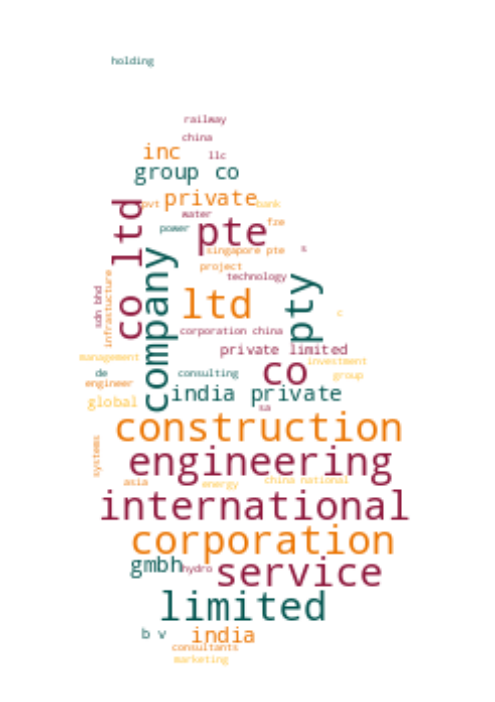 holding
railway
china
inc
llc
group co
pvt
private
bank
water
fze
power
pte
co ltd
company
singapore pte
s
project
technology
sdn bhd
infrastucture
ltd
pty
c
corporation china
private limited
management
investment
de
consulting
co
group
engineer
india private
global
sa
construction
engineering
systems
asia
energy
china national
international
corporation
gmbh
hydro
service
limited
b v
india
consultants
marketing